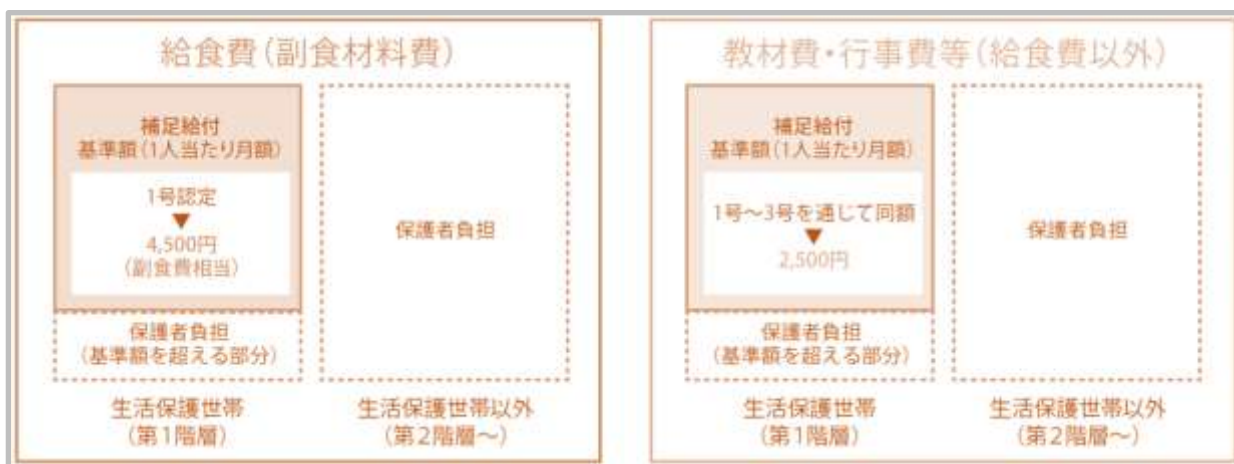 給食費(副食材料費)
補足給付
基準額(1人当たり月額)
1号認定
▼
4,500円
(副食費相当)
保護者負担
(基準額を超える部分)
生活保護世帯
(第1階層)
保護者負担
生活保護世帯以外
(第2階層~)
教材費・行事費等(給食費以外)
補足給付
基準額(1人当たり月額)
1号~3号を通じて同額
▼
2,500円
保護者負担
(基準額を超える部分)
生活保護世帯
(第1階層)
保護者負担
生活保護世帯以外
(第2階層~)